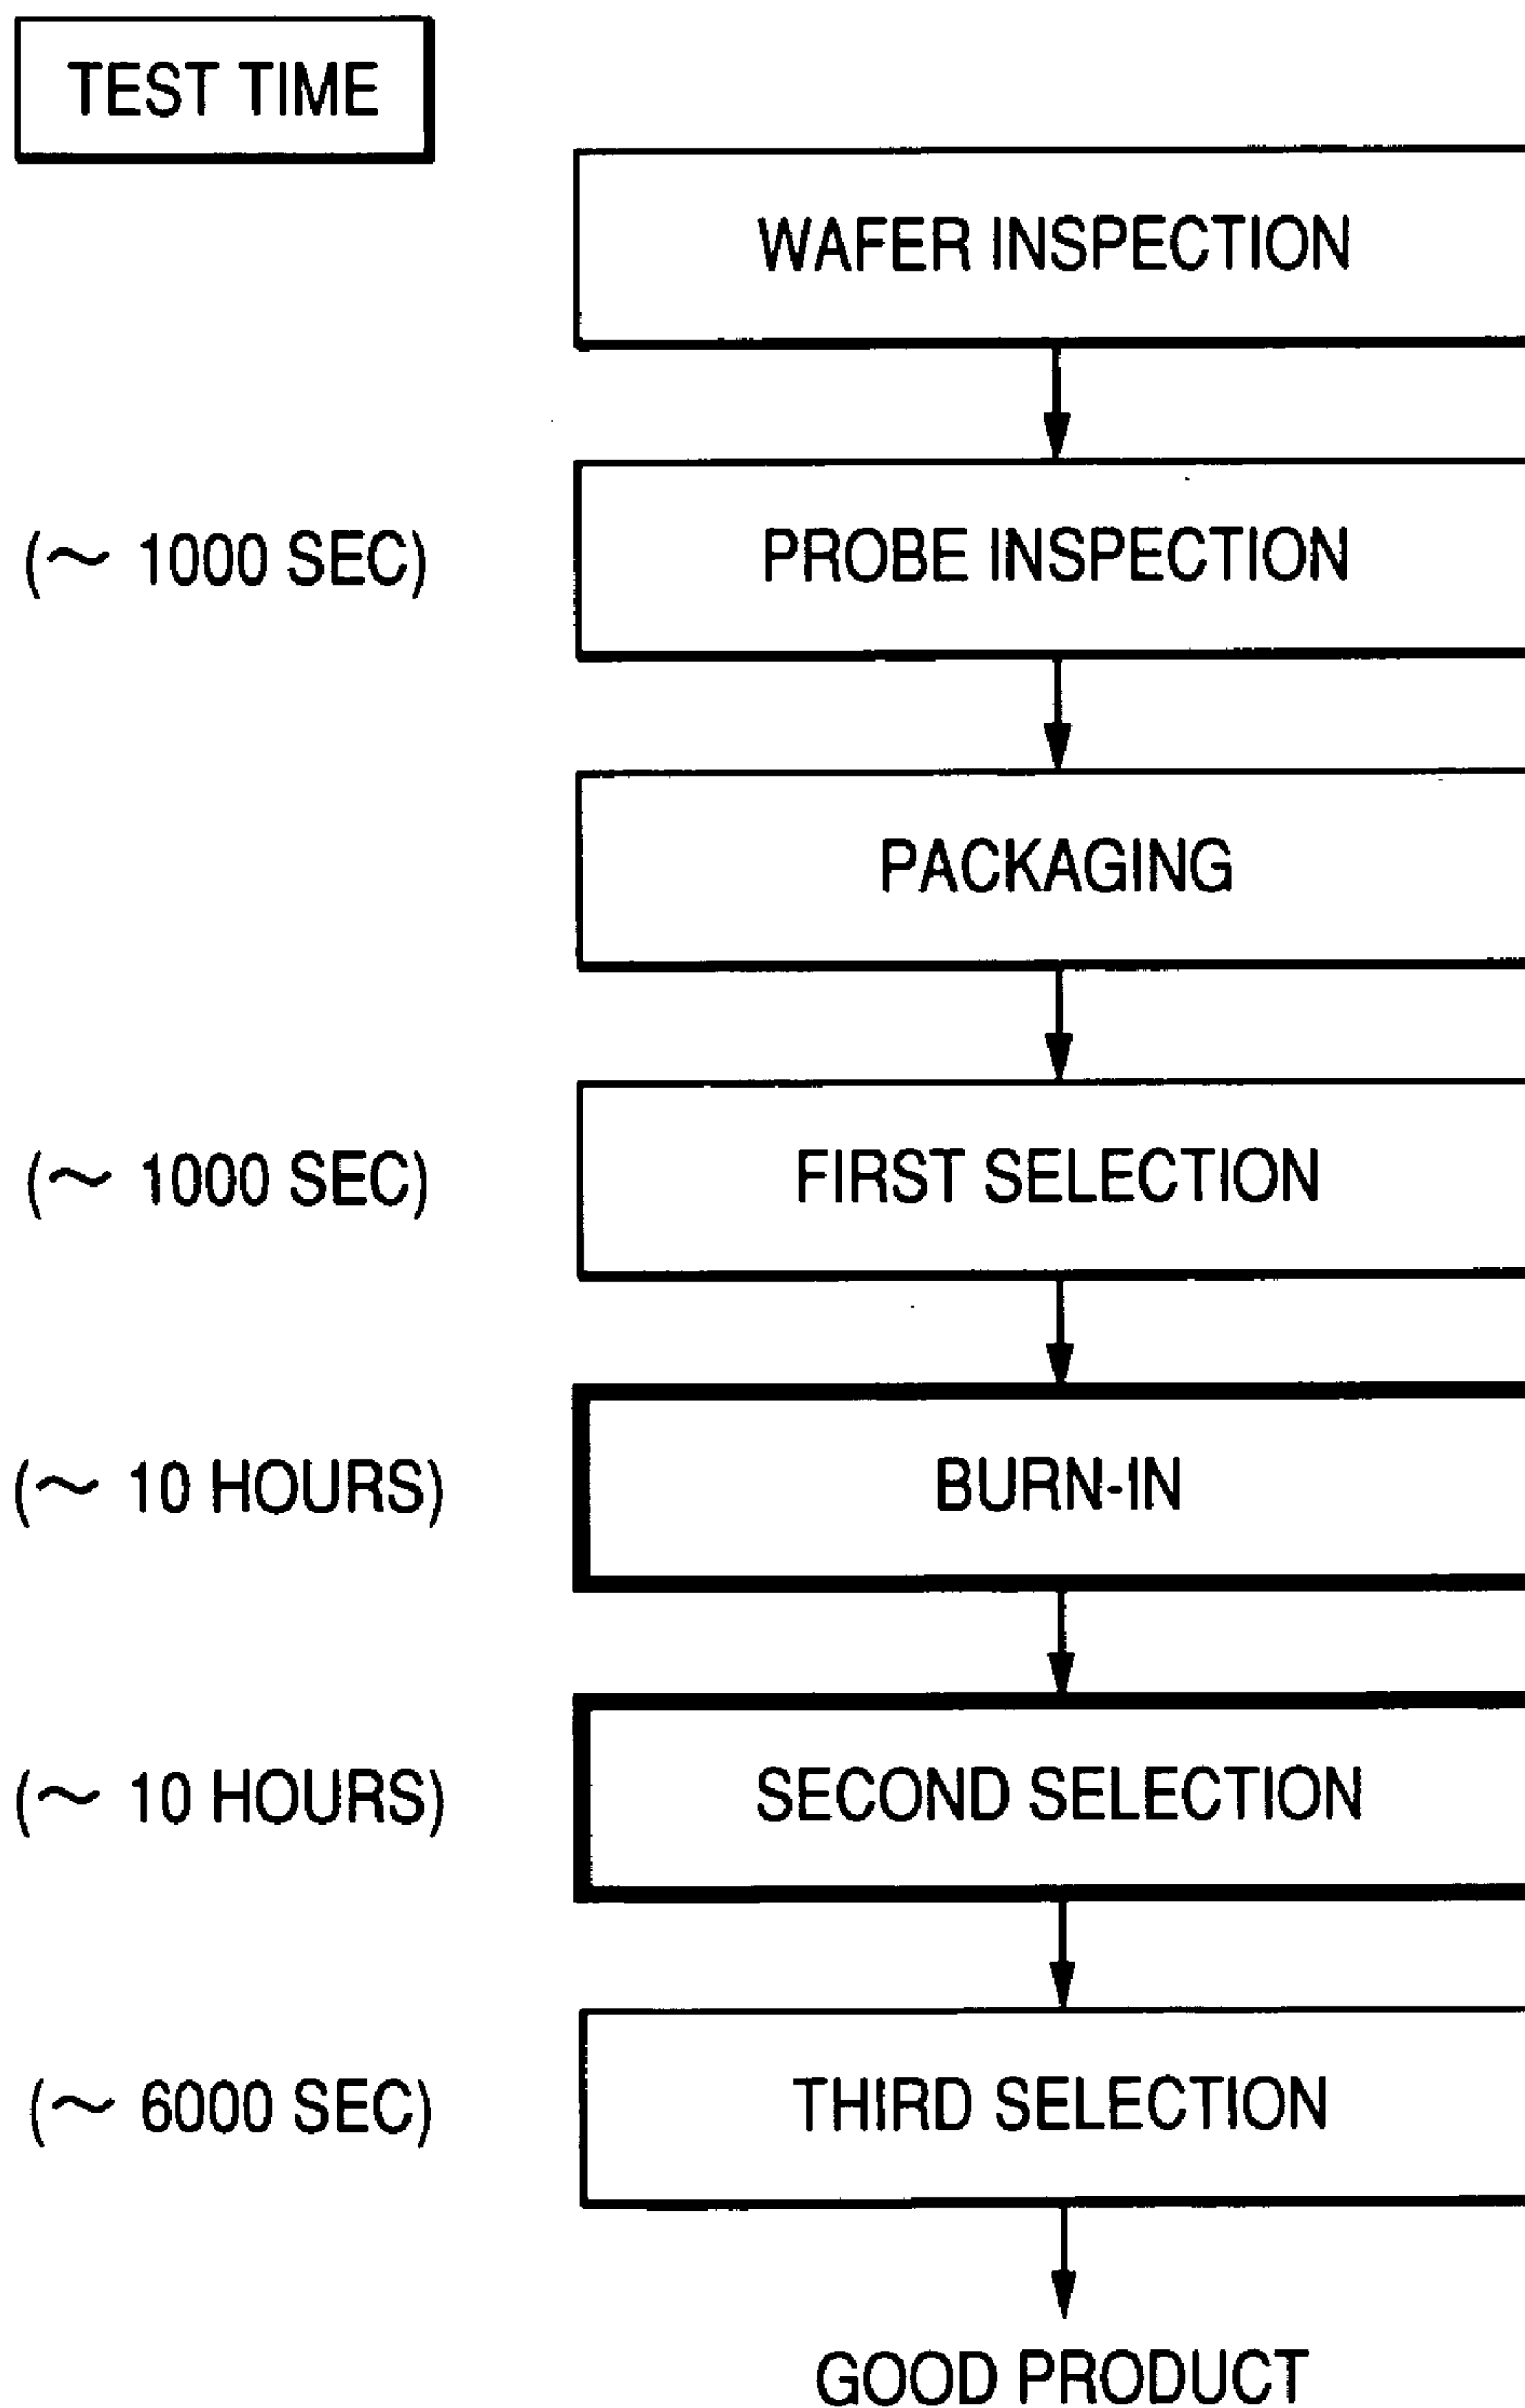 TEST TIME
WAFER INSPECTION
(~ 1000 SEC)
PROBE INSPECTION
PACKAGING
(~ 1000 SEC)
FIRST SELECTION
(~ 10 HOURS)
BURN-IN
(~ 10 HOURS)
SECOND SELECTION
(~ 6000 SEC)
THIRD SELECTION
GOOD PRODUCT